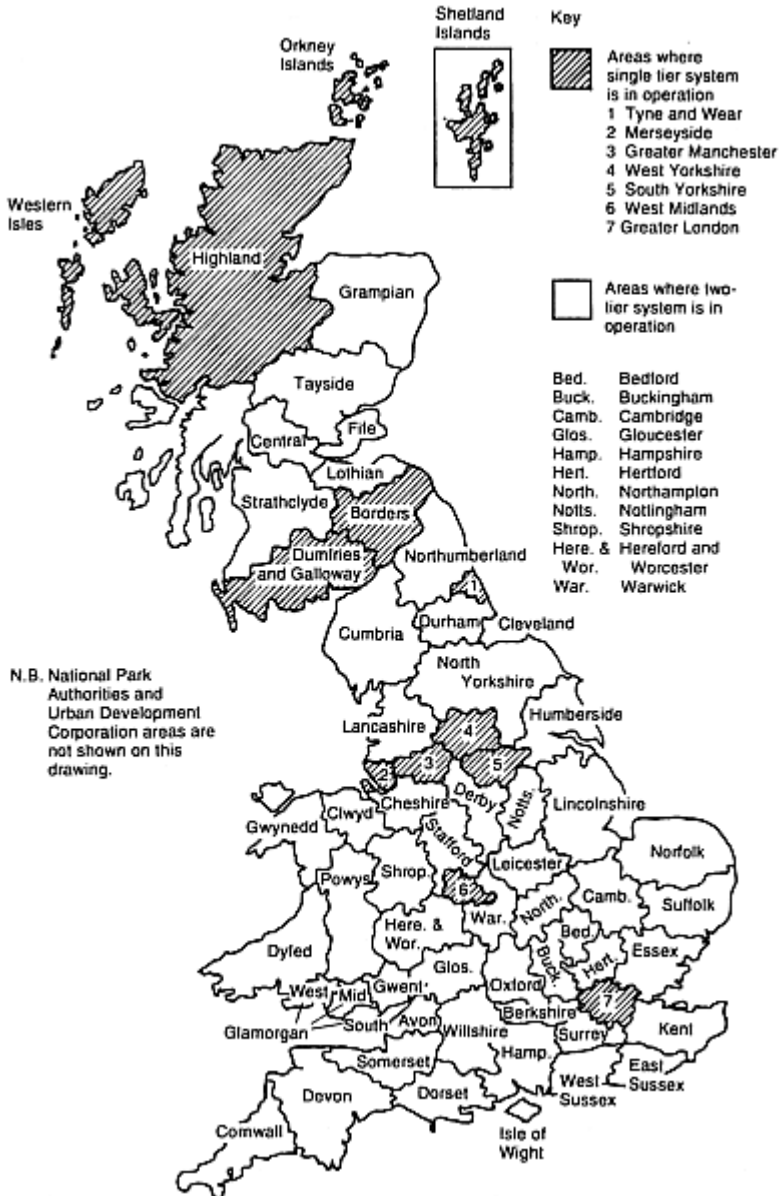 Shetland
Islands
Orkney
Islands
Key
Areas where
single tier system
is in operation
1 Tyne and Wear
2 Merseyside
3 Greater Manchester
4 West Yorkshire
5 South Yorkshire
6 West Midlands
7 Greater London
Areas where two-
tier system is in
operation
Bed. Bedford
Buck. Buckingham
Camb. Cambridge
Glos. Gloucester
Hamp. Hampshire
Hert. Hertford
North. Northampton
Notts. Notlingham
Shrop. Shropshire
Here. & Hereford and
Wor. Worcester
War. Warwick
Western
Isles
Highland
Grampian
Tayside
Central
File
Lothian
Strathclyde
Borders
Dumfries
and Galloway
Northumberland
1
Durham
Cleveland
Cumbria
North
Yorkshire
N.B. National Park
Authorities and
Urban Development
Corporation areas are
not shown on this
drawing.
Lancashire
Humberside
4
3
5
2
Cheshire
Derby
Notts.
Lincolnshire
Clwyd
Gwynedd
Stafford
Norfolk
Leicester
Shrop.
Powys
6
War.
North.
Camb.
Suffolk
Here. &
Wor.
Bed.
Dyfed
Essex
Glos.
Oxford
Buck.
Hert.
Gwent
West
Mid
7
Glamorgan
South
Avon
Willshire
Berkshire
Surrey
Kent
Somerset
Hamp.
East
Sussex
West
Sussex
Devon
Dorset
Cornwall
Isle of
Wight